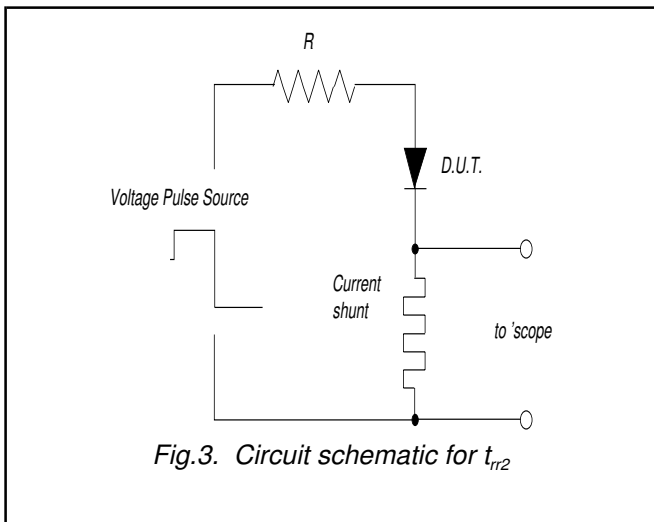 R
D.U.T.
Voltage Pulse Source
Current
shunt
to 'scope
Fig.3. Circuit schematic for trr2